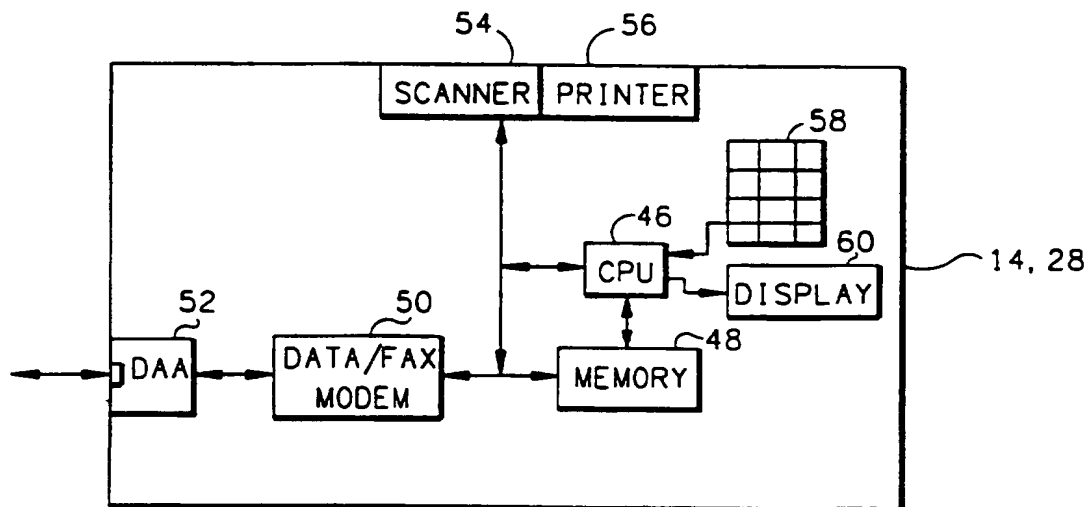 54 56
SCANNER PRINTER
58
46
CPU
60
DISPLAY
14, 28
52
DAA
50
DATA/FAX
MODEM
48
MEMORY